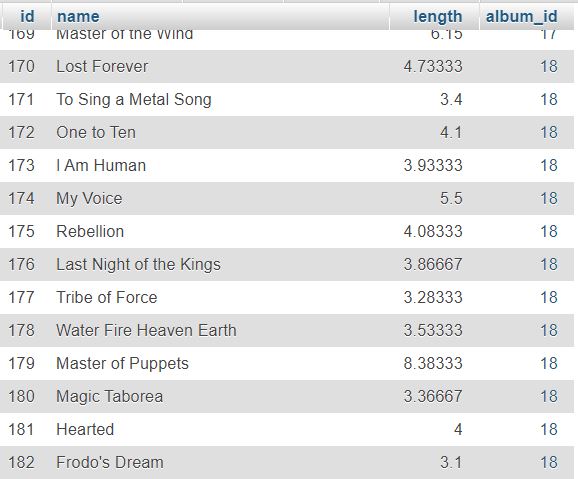 id name length album_id
169 Master of the Wind 6.15 17
170 Lost Forever 4.73333 18
171 To Sing a Metal Song 3.4 18
172 One to Ten 4.1 18
173 I Am Human 3.93333 18
174 My Voice 5.5 18
175 Rebellion 4.08333 18
176 Last Night of the Kings 3.86667 18
177 Tribe of Force 3.28333 18
178 Water Fire Heaven Earth 3.53333 18
179 Master of Puppets 8.38333 18
180 Magic Taborea 3.36667 18
181 Hearted 4 18
182 Frodo's Dream 3.1 18